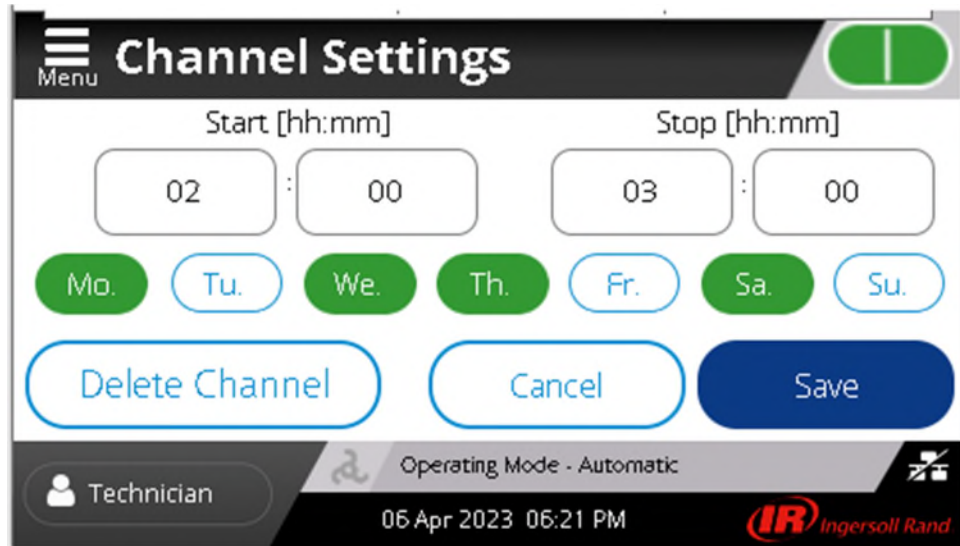 Channel Settings
Menu
Start [hh:mm] Stop [hh:mm]
02 : 00 03 : 00
Mo. Tu. We. Th. Fr. Sa. Su.
Delete Channel Cancel Save
Operating Mode - Automatic
Technician
06 Apr 2023 06:21 PM
IR Ingersoll Rand